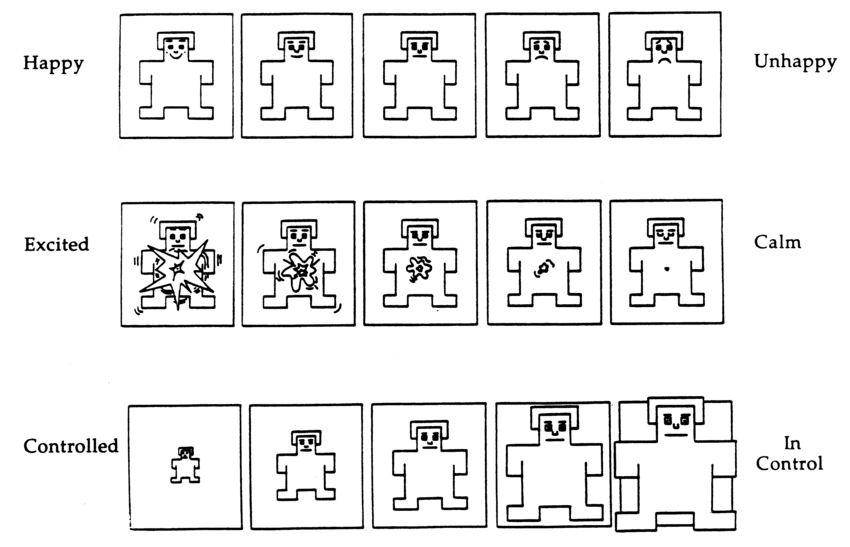 Happy
Unhappy
Excited
Calm
Controlled
In
Control